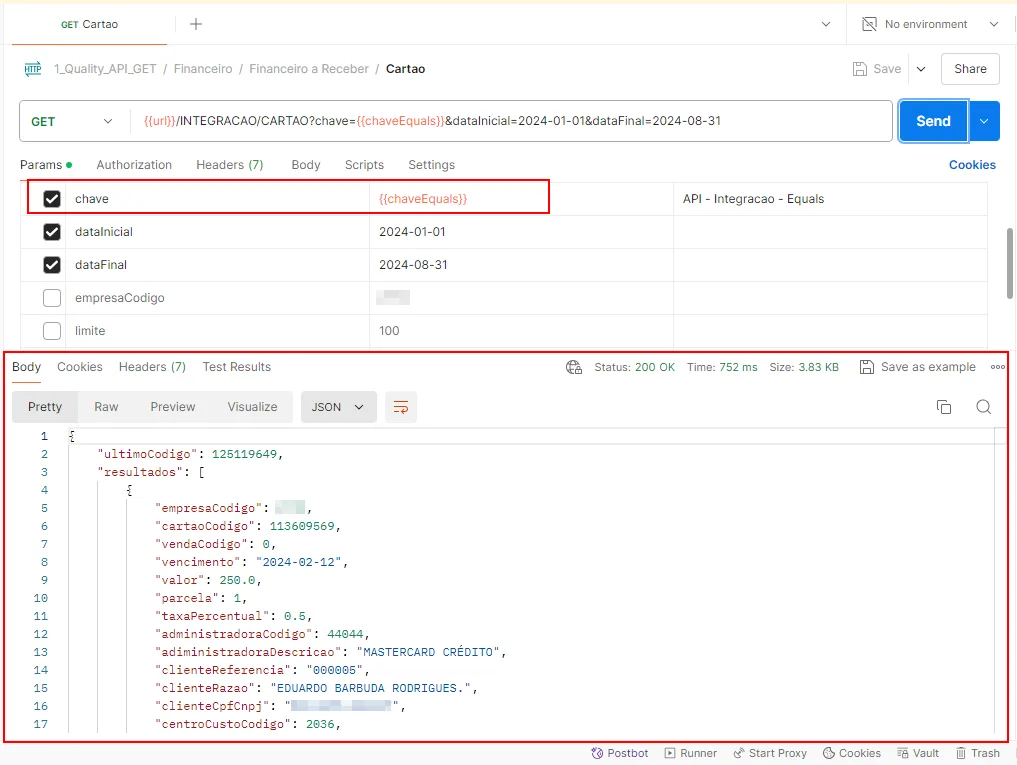 GET Cartao
No environment
HTTP 1_Quality_API_GET / Financeiro / Financeiro a Receber / Cartao Save Share
GET {{url}}/INTEGRACAO/CARTAO?chave={{chaveEquals}}&dataInicial=2024-01-01&dataFinal=2024-08-31 Send
Params Authorization Headers (7) Body Scripts Settings Cookies
chave {{chaveEquals}} API - Integracao - Equals
dataInicial 2024-01-01
dataFinal 2024-08-31
empresaCodigo
limite 100
Body Cookies Headers (7) Test Results Status: 200 OK Time: 752 ms Size: 3.83 KB Save as example
Pretty Raw Preview Visualize JSON
1 {
2 "ultimoCodigo": 125119649,
3 "resultados": [
4 {
5 "empresaCodigo": ,
6 "cartaoCodigo": 113609569,
7 "vendaCodigo": 0,
8 "vencimento": "2024-02-12",
9 "valor": 250.0,
10 "parcela": 1,
11 "taxaPercentual": 0.5,
12 "administradoraCodigo": 44044,
13 "adiministradoraDescricao": "MASTERCARD CRÉDITO",
14 "clienteReferencia": "000005",
15 "clienteRazao": "EDUARDO BARBUDA RODRIGUES.",
16 "clienteCpfCnpj": "",
17 "centroCustoCodigo": 2036,
Postbot Runner Start Proxy Cookies Vault Trash